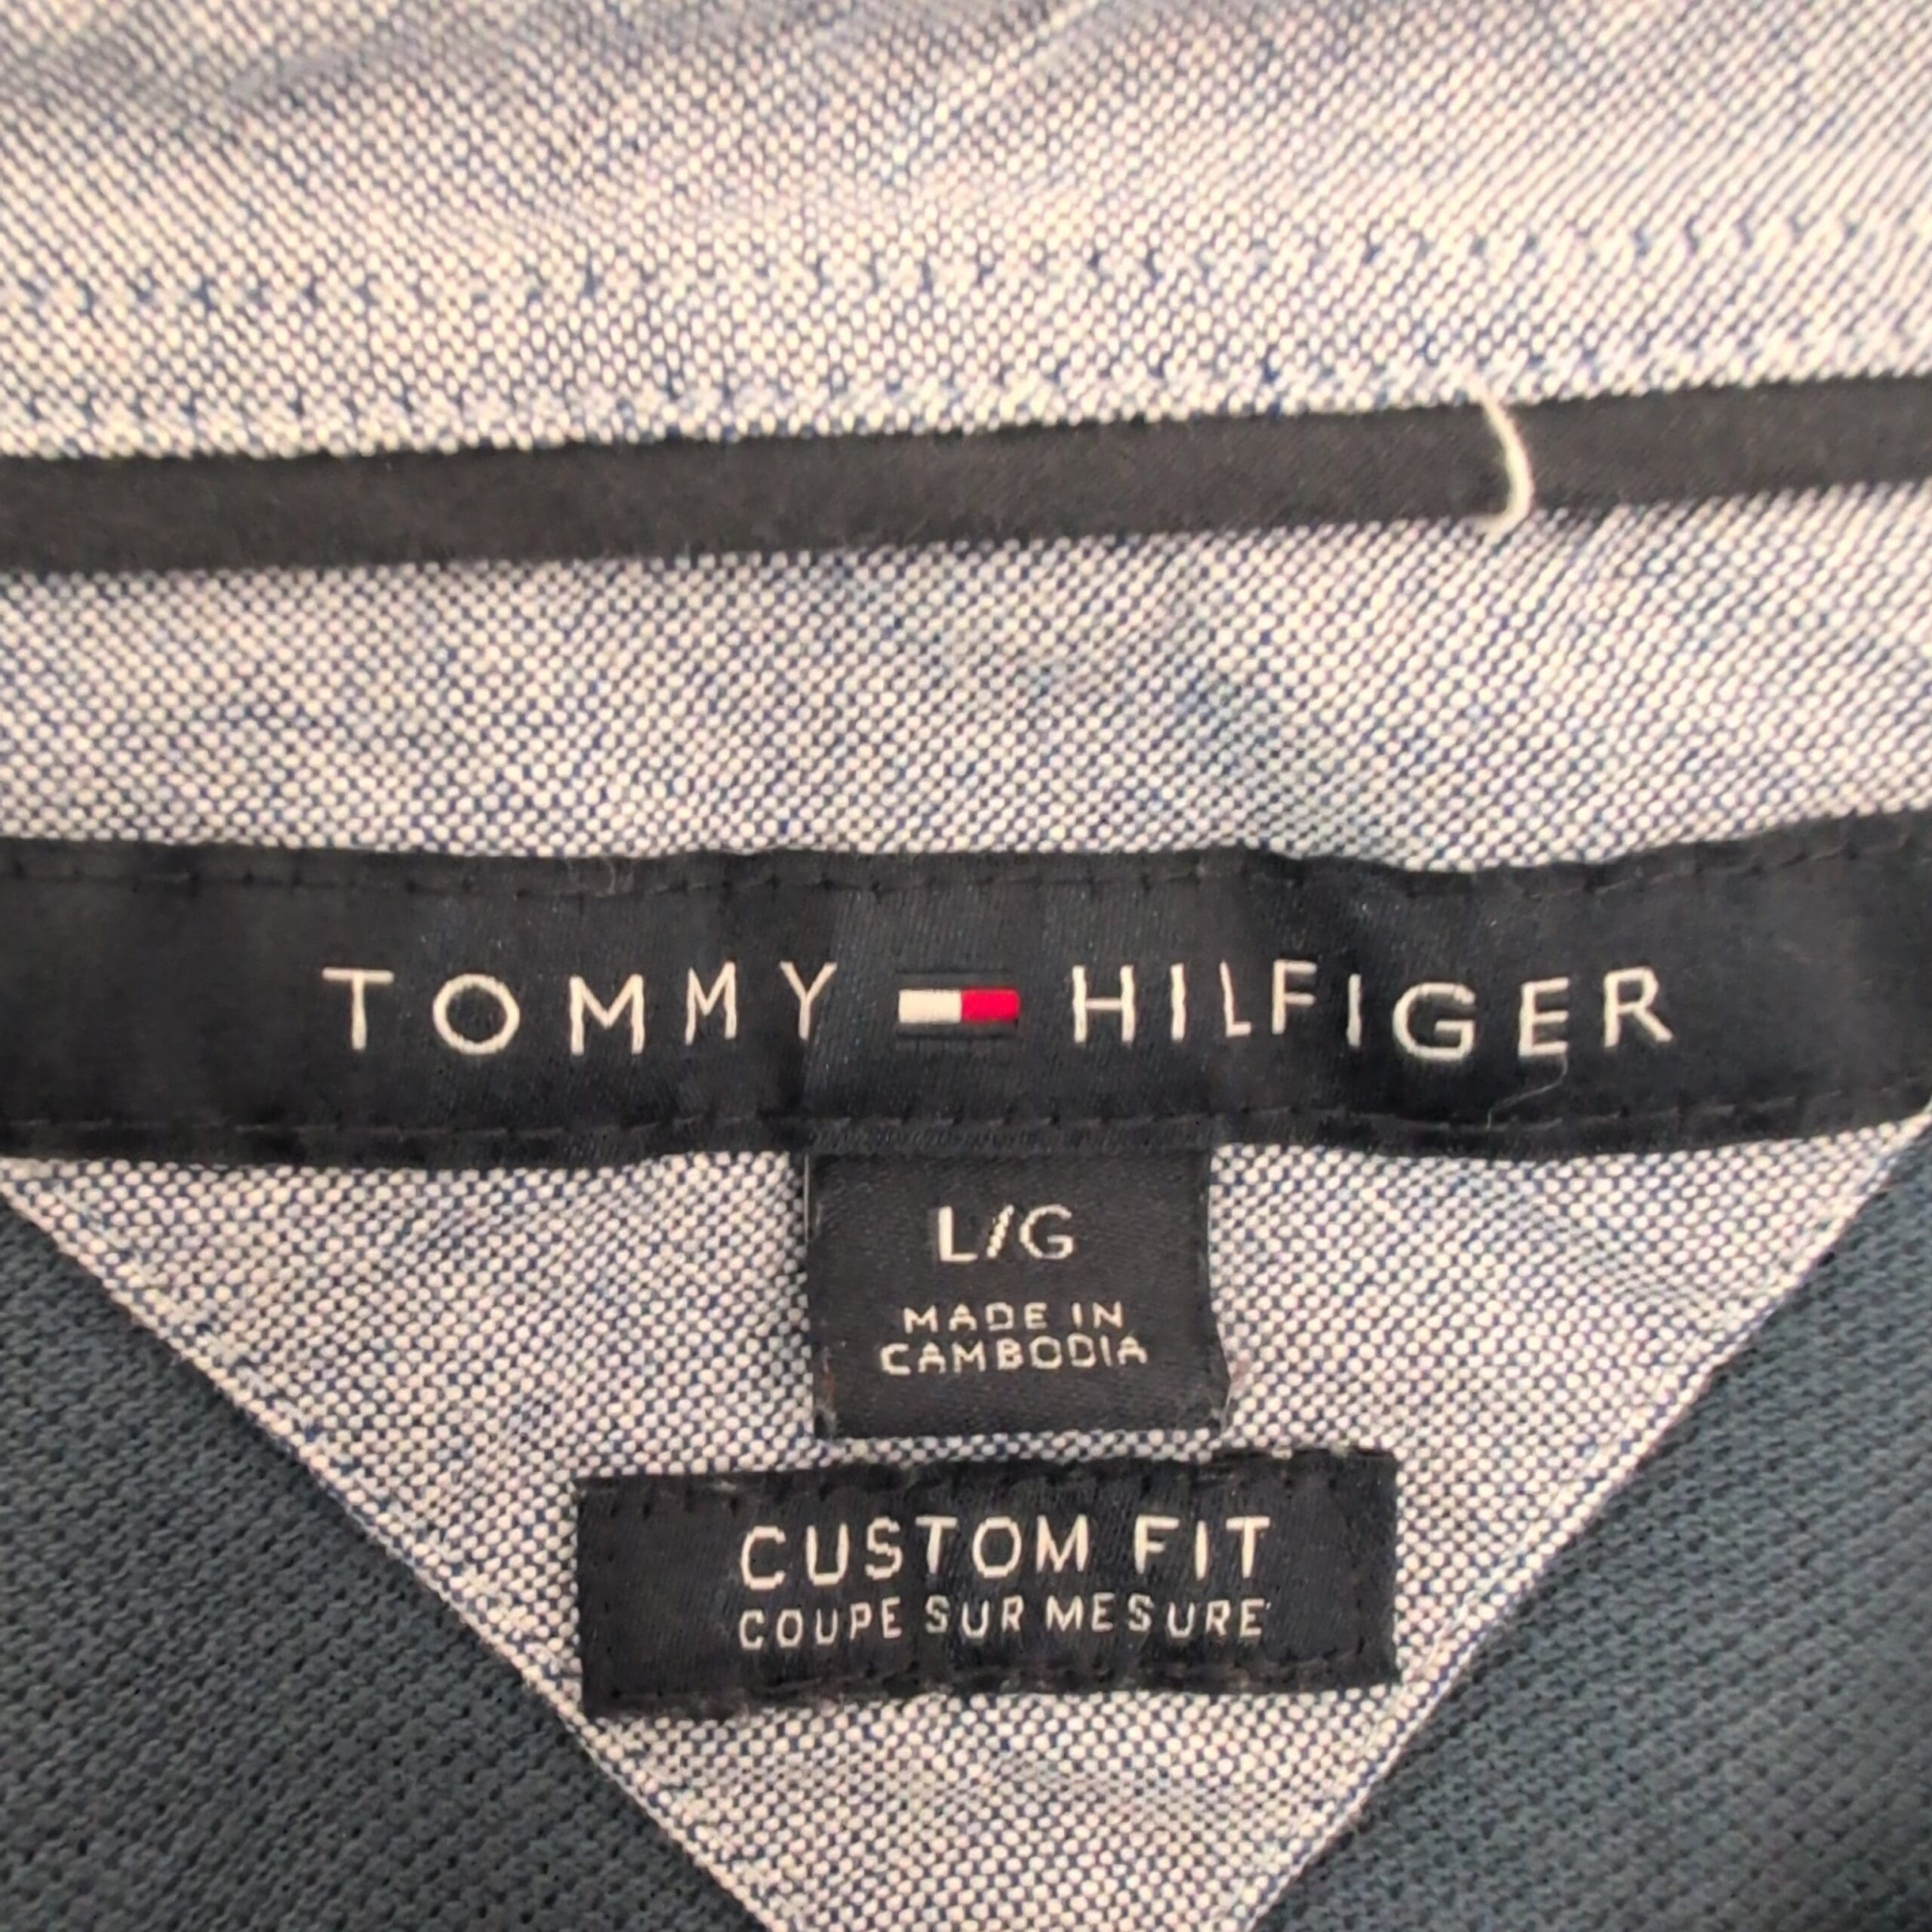 TOMMY HILFIGER
L/G
MADE IN
CAMBODIA
CUSTOM FIT
COUPE SUR MESURE